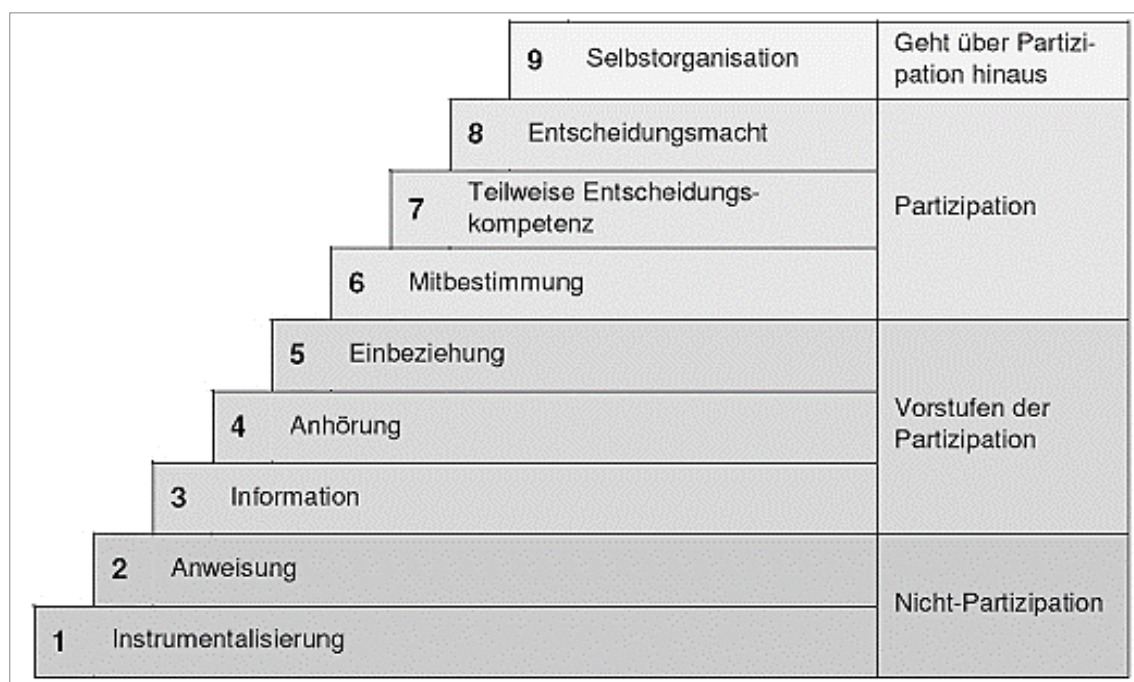 9 Selbstorganisation
Geht über Partizi-
pation hinaus
8 Entscheidungsmacht
7 Teilweise Entscheidungs-
kompetenz
Partizipation
6 Mitbestimmung
5 Einbeziehung
4 Anhörung
Vorstufen der
Partizipation
3 Information
2 Anweisung
Nicht-Partizipation
1 Instrumentalisierung